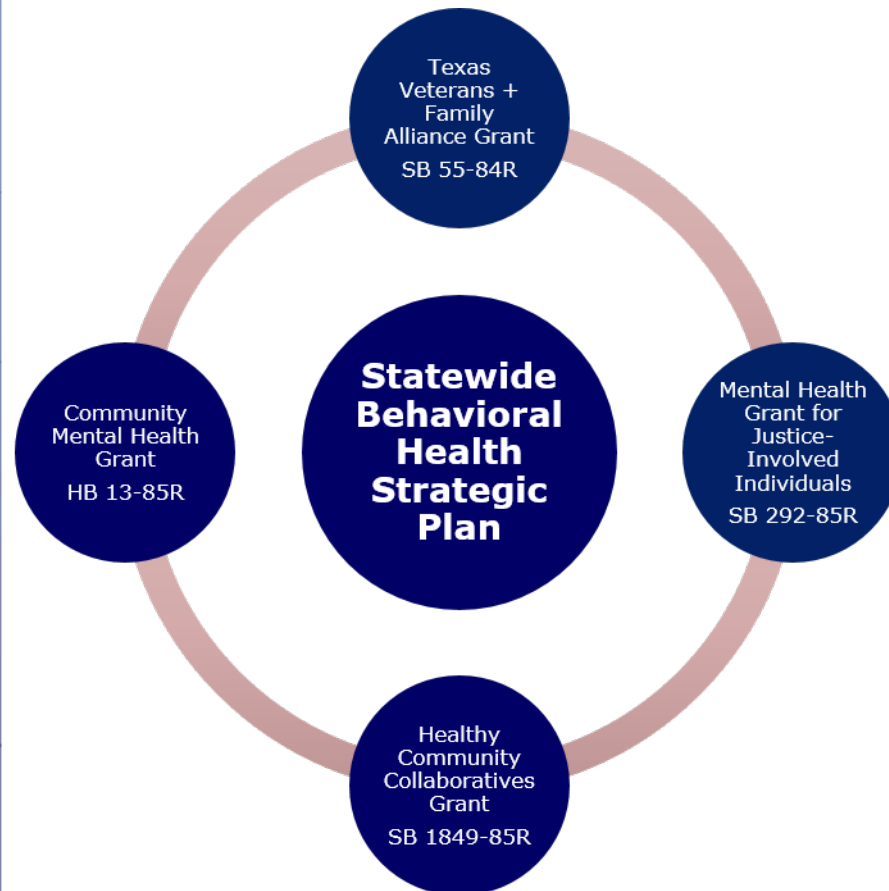 Texas
Veterans +
Family
Alliance Grant
SB 55-84R
Community
Mental Health
Grant
HB 13-85R
Statewide
Behavioral
Health
Strategic
Plan
Mental Health
Grant for
Justice-
Involved
Individuals
SB 292-85R
Healthy
Community
Collaboratives
Grant
SB 1849-85R